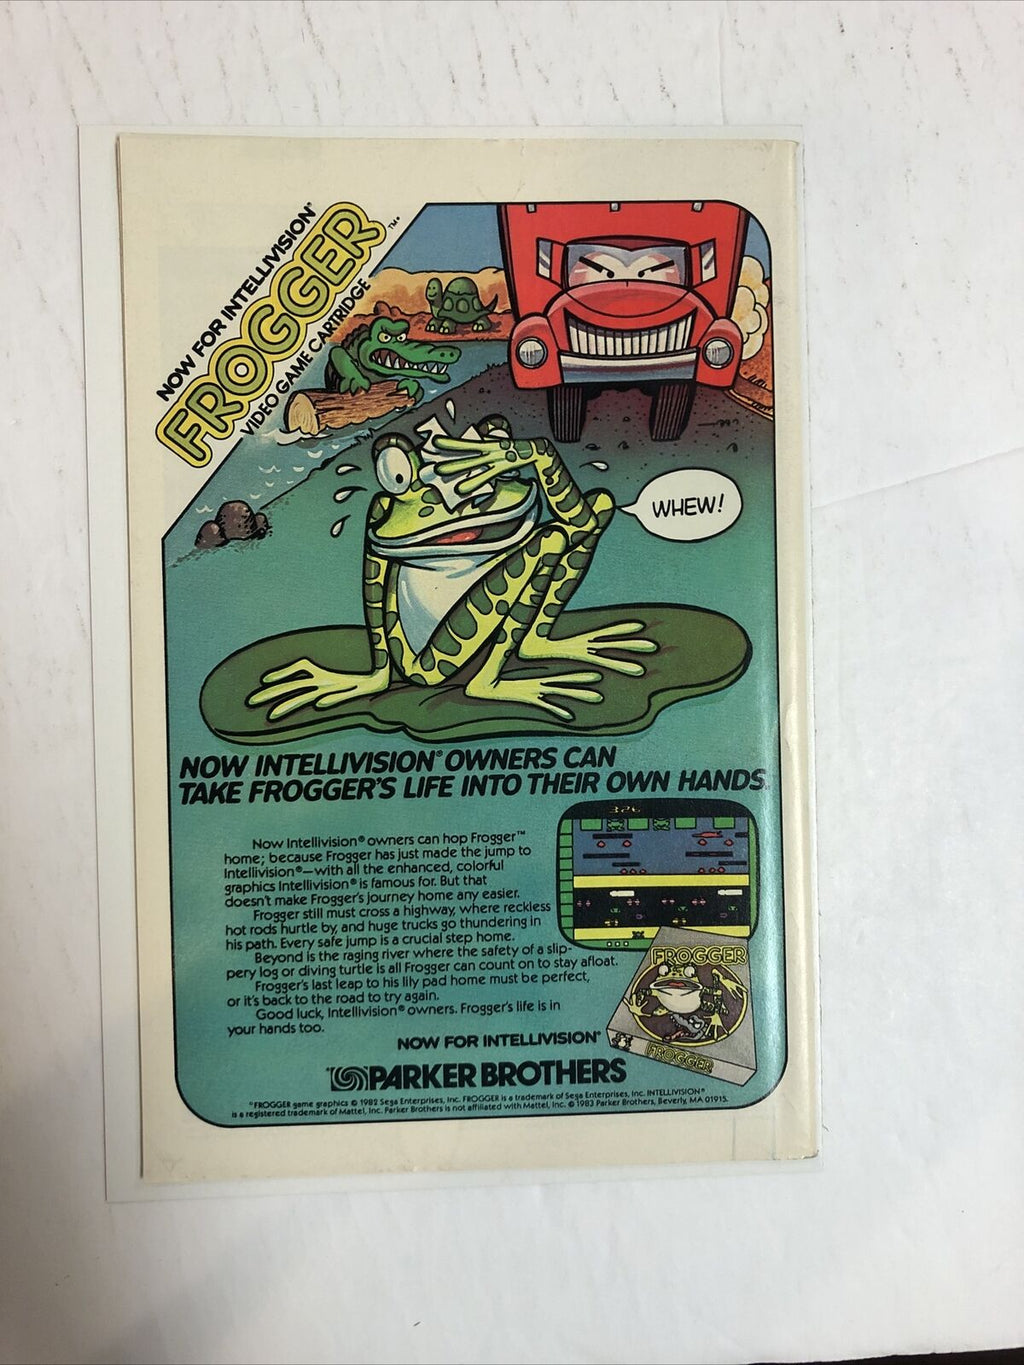 NOW FOR INTELLIVISION®
FROGGER™
VIDEO GAME CARTRIDGE
WHEW!
NOW INTELLIVISION® OWNERS CAN
TAKE FROGGER'S LIFE INTO THEIR OWN HANDS.
326
Now Intellivision® owners can hop Frogger™
home; because Frogger has just made the jump to
Intellivision®—with all the enhanced, colorful
graphics Intellivision® is famous for. But that
doesn't make Frogger's journey home any easier.
Frogger still must cross a highway, where reckless
hot rods hurtle by, and huge trucks go thundering in
his path. Every safe jump is a crucial step home.
Beyond is the raging river where the safety of a slip-
pery log or diving turtle is all Frogger can count on to stay afloat.
Frogger's last leap to his lily pad home must be perfect,
or it's back to the road to try again.
Good luck, Intellivision® owners. Frogger's life is in
your hands too.
FROGGER
FROGGER
NOW FOR INTELLIVISION®
PARKER BROTHERS
"FROGGER game graphics © 1982 Sega Enterprises, Inc. FROGGER is a trademark of Sega Enterprises, Inc. INTELLIVISION®
is a registered trademark of Mattel, Inc. Parker Brothers is not affiliated with Mattel, Inc. © 1983 Parker Brothers, Beverly, MA 01915.